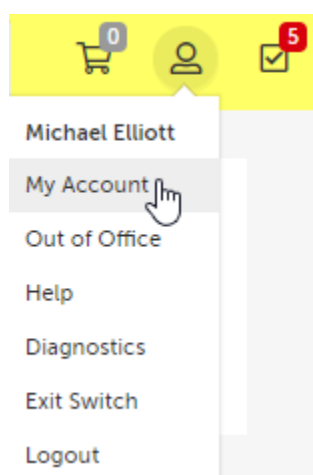 0
5
Michael Elliott
My Account
Out of Office
Help
Diagnostics
Exit Switch
Logout